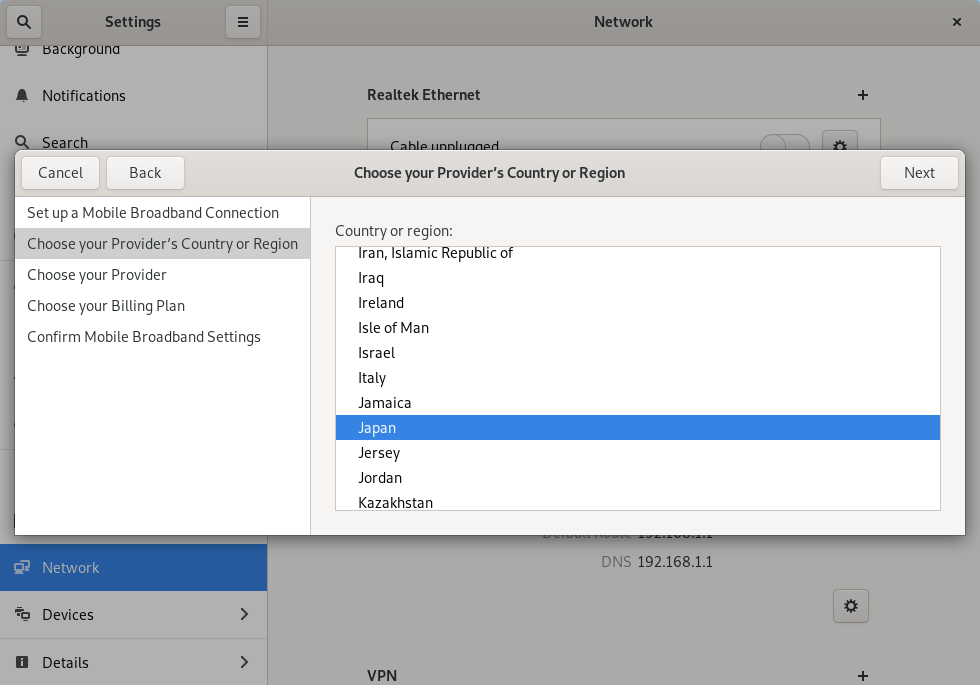 Settings
Network
Background
Notifications
Search
Realtek Ethernet
Cable unplugged
Cancel
Back
Choose your Provider’s Country or Region
Next
Set up a Mobile Broadband Connection
Choose your Provider’s Country or Region
Choose your Provider
Choose your Billing Plan
Confirm Mobile Broadband Settings
Country or region:
Iran, Islamic Republic of
Iraq
Ireland
Isle of Man
Israel
Italy
Jamaica
Japan
Jersey
Jordan
Kazakhstan
Default Route 192.168.1.1
DNS 192.168.1.1
Network
Devices
Details
VPN